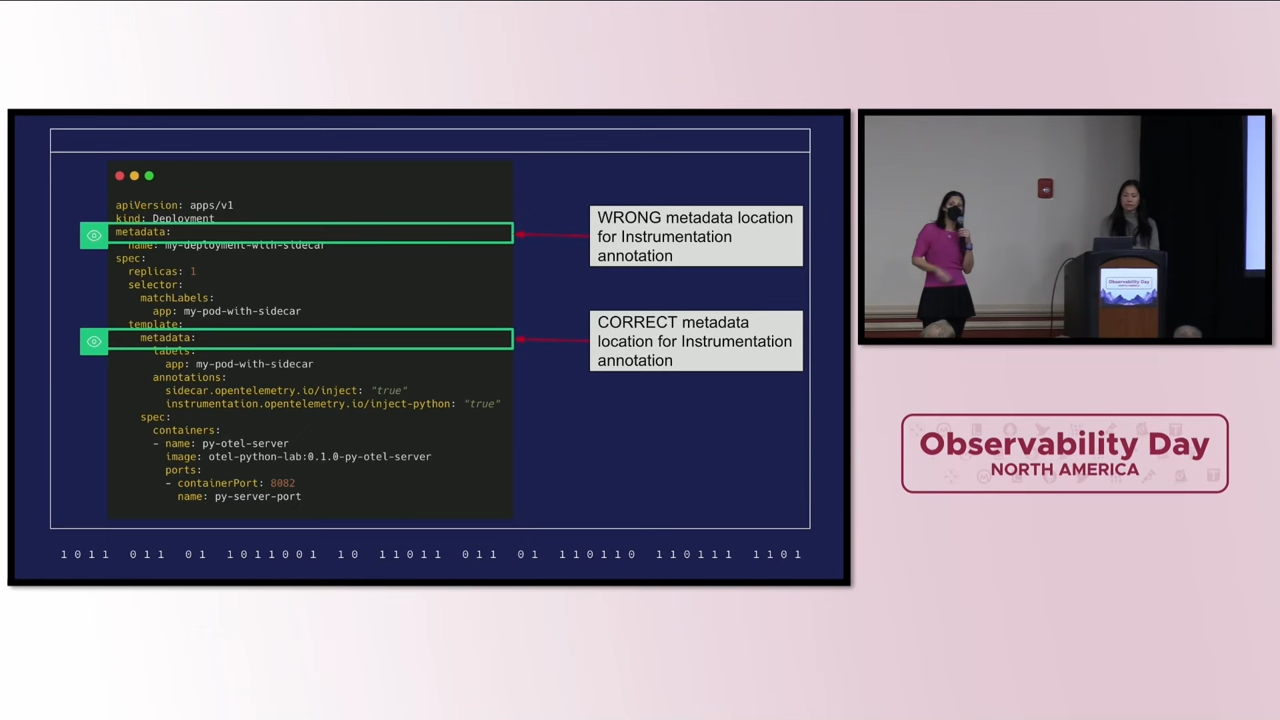 apiVersion: apps/v1
kind: Deployment
metadata:
name: my-deployment-with-sidecar
spec:
replicas: 1
selector:
matchLabels:
app: my-pod-with-sidecar
template:
metadata:
labels:
app: my-pod-with-sidecar
annotations:
sidecar.opentelemetry.io/inject: "true"
instrumentation.opentelemetry.io/inject-python: "true"
spec:
containers:
- name: py-otel-server
image: otel-python-lab:0.1.0-py-otel-server
ports:
- containerPort: 8082
name: py-server-port
WRONG metadata location
for Instrumentation
annotation
CORRECT metadata
location for Instrumentation
annotation
1011 011 01 1011001 10 11011 011 01 110110 110111 1101
Observability Day
Observability Day
NORTH AMERICA